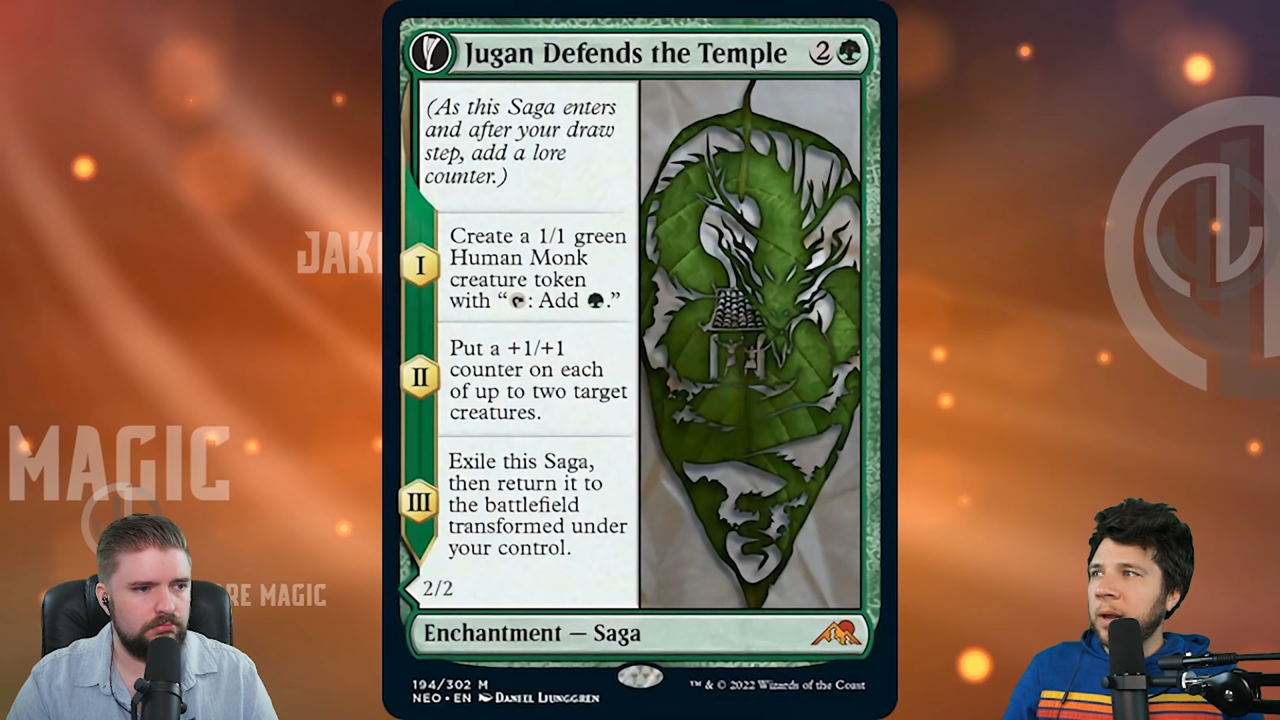 Jugan Defends the Temple 2
(As this Saga enters
and after your draw
step, add a lore
counter.)
I
Create a 1/1 green
Human Monk
creature token
with “: Add .”
II
Put a +1/+1
counter on each
of up to two target
creatures.
III
Exile this Saga,
then return it to
the battlefield
transformed under
your control.
2/2
Enchantment — Saga
194/302 M
NEO • EN DANIEL LJUNGGREN
™ & © 2022 Wizards of the Coast
JAK
MAGIC
RE MAGIC